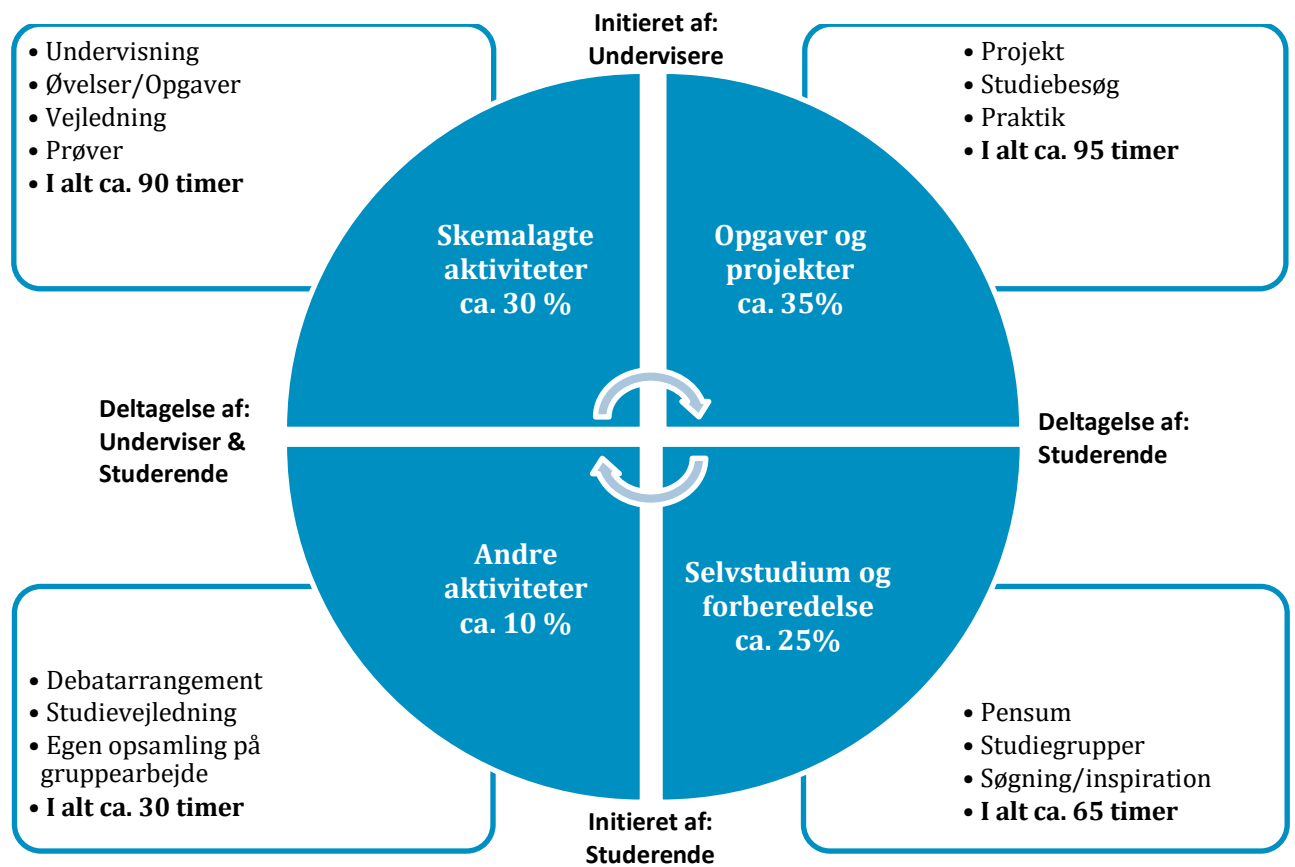 Initieret af:
Undervisere
• Undervisning
• Øvelser/Opgaver
• Vejledning
• Prøver
• I alt ca. 90 timer
• Projekt
• Studiebesøg
• Praktik
• I alt ca. 95 timer
Skemalagte
aktiviteter
ca. 30 %
Opgaver og
projekter
ca. 35%
Deltagelse af:
Underviser &
Studerende
Deltagelse af:
Studerende
Andre
aktiviteter
ca. 10 %
Selvstudium og
forberedelse
ca. 25%
• Debatarrangement
• Studievejledning
• Egen opsamling på
gruppearbejde
• I alt ca. 30 timer
• Pensum
• Studiegrupper
• Søgning/inspiration
• I alt ca. 65 timer
Initieret af:
Studerende